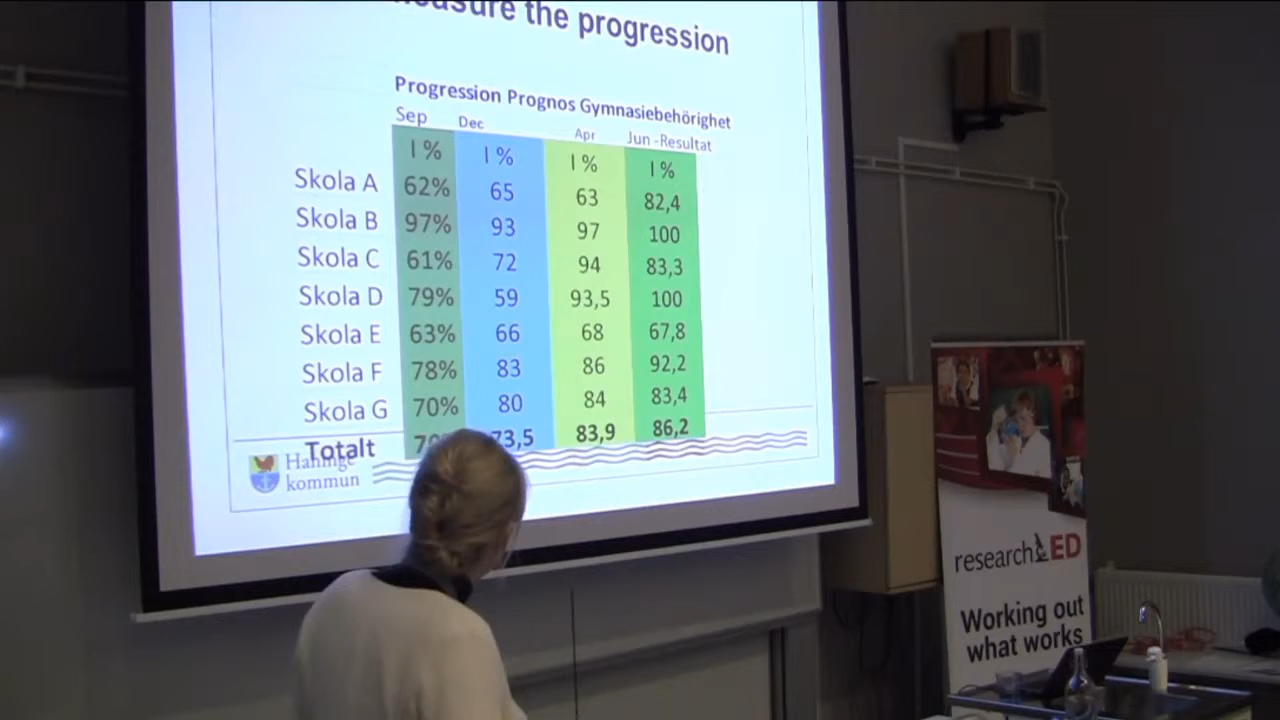 the progression
Progression Prognos Gymnasiebehörighet
Sep Dec Apr Jun -Resultat
I % I % I % I %
Skola A 62% 65 63 82,4
Skola B 97% 93 97 100
Skola C 61% 72 94 83,3
Skola D 79% 59 93,5 100
Skola E 63% 66 68 67,8
Skola F 78% 83 86 92,2
Skola G 70% 80 84 83,4
Totalt 73,5 83,9 86,2
Haninge
kommun
researchED
Working out
what works